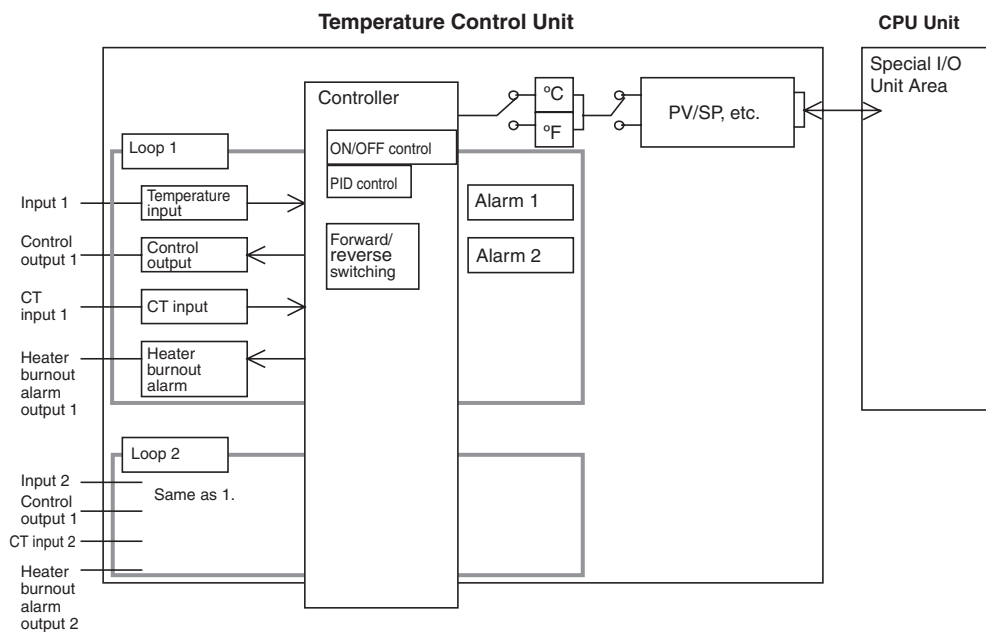 Temperature Control Unit
CPU Unit
Special I/O
Unit Area
Controller
ºC
ºF
PV/SP, etc.
ON/OFF control
PID control
Forward/
reverse
switching
Loop 1
Input 1
Temperature
input
Alarm 1
Control
output 1
Control
output
Alarm 2
CT
input 1
CT input
Heater
burnout
alarm
output 1
Heater
burnout
alarm
Loop 2
Input 2
Same as 1.
Control
output 1
CT input 2
Heater
burnout
alarm
output 2